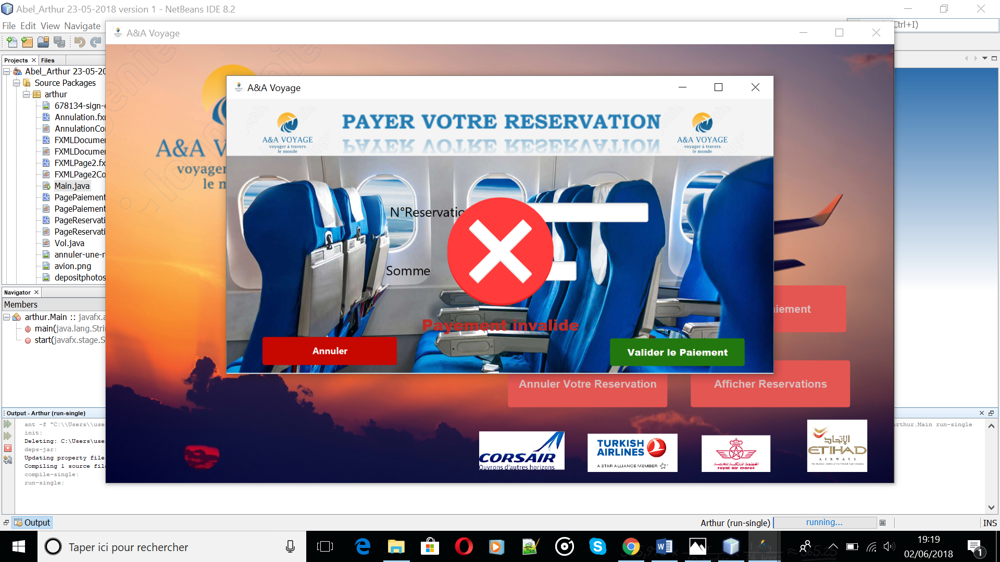 Abel_Arthur 23-05-2018 version 1 - NetBeans IDE 8.2
File Edit View Navigate
Ctrl+I)
A&A Voyage
Projects
Files
Abel_Arthur 23-05-20
Source Packages
arthur
678134-sign-
Annulation.fx
AnnulationCo
FXMLDocumer
FXMLDocumer
FXMLPage2.fx
FXMLPage2Co
Main.java
PagePaiement
PagePaiement
PageReservati
PageReservati
Vol.java
annuler-une-r
avion.png
depositphotos
Navigator
Members
arthur.Main :: javafx.a
main(java.lang.Stri
start(javafx.stage.S
A&A V
voyager
le m
A&A Voyage
A&A VOYAGE
voyager à travers
le monde
PAYER VOTRE RESERVATION
A&A VOYAGE
voyager à travers
le monde
N°Reservatio
Somme
Payement invalide
Annuler
Valider le Paiement
iement
Annuler Votre Reservation
Afficher Reservations
CORSAIR
Ouvrons d'autres horizons
TURKISH
AIRLINES
A STAR ALLIANCE MEMBER
الخطوط الملكية المغربية
royal air maroc
الإتحاد
ETIHAD
AIRWAYS
Output - Arthur (run-single)
ant -f "C:\\Users\\use
rthur.Main run-single
init:
Deleting: C:\Users\use
deps-jar:
Updating property file
Compiling 1 source fil
compile-single:
run-single:
Output
Arthur (run-single)
running...
INS
Taper ici pour rechercher
19:19
02/06/2018
1